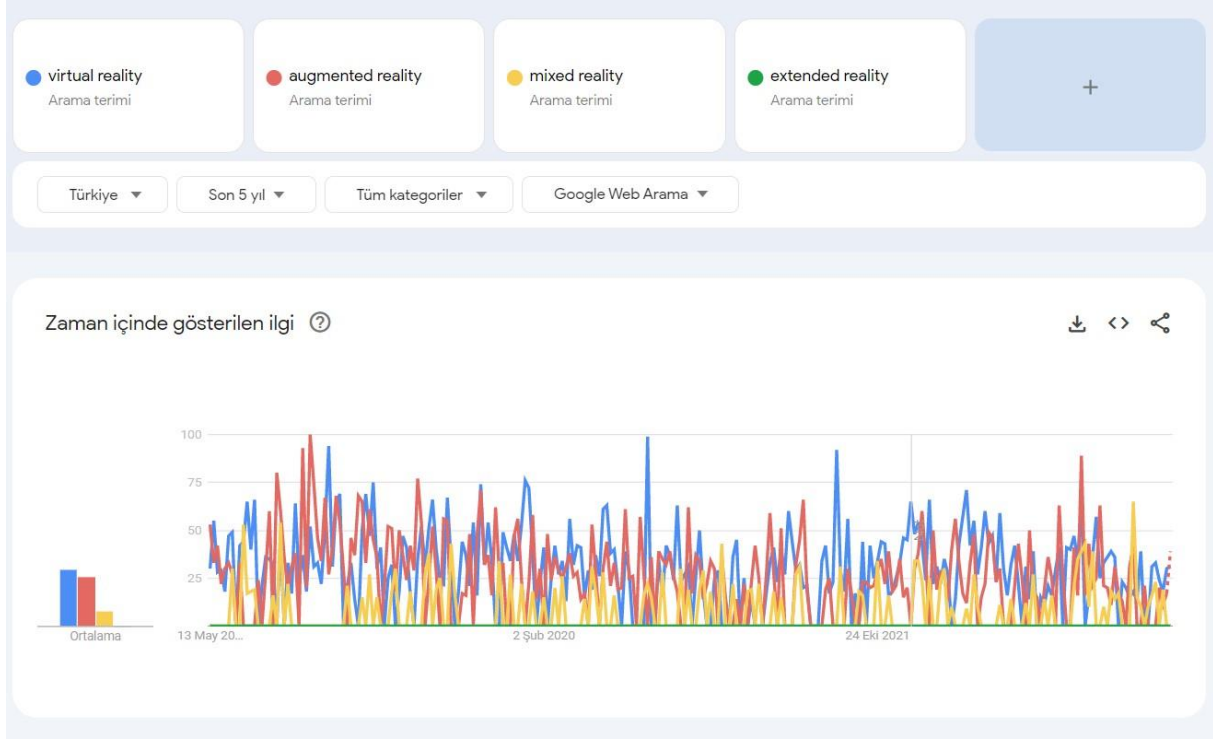 virtual reality
Arama terimi
augmented reality
Arama terimi
mixed reality
Arama terimi
extended reality
Arama terimi
+
Türkiye
Son 5 yıl
Tüm kategoriler
Google Web Arama
Zaman içinde gösterilen ilgi
100
75
50
25
Ortalama
13 May 20...
2 Şub 2020
24 Eki 2021